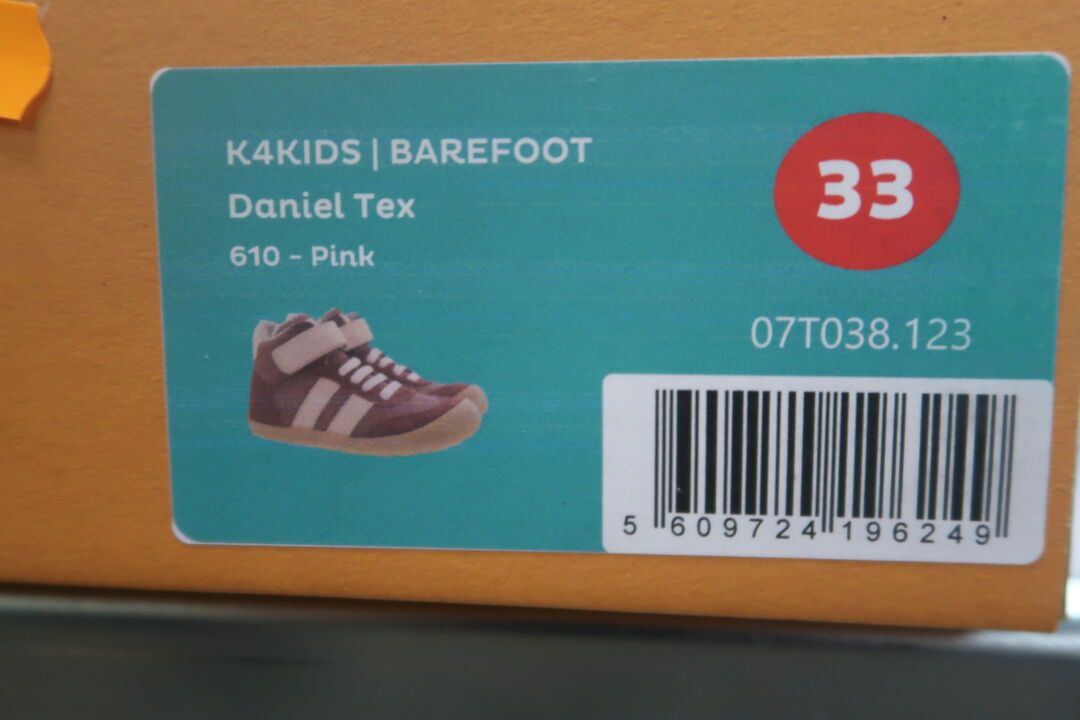 K4KIDS | BAREFOOT
Daniel Tex
610 - Pink
33
07T038.123
5 609724 196249